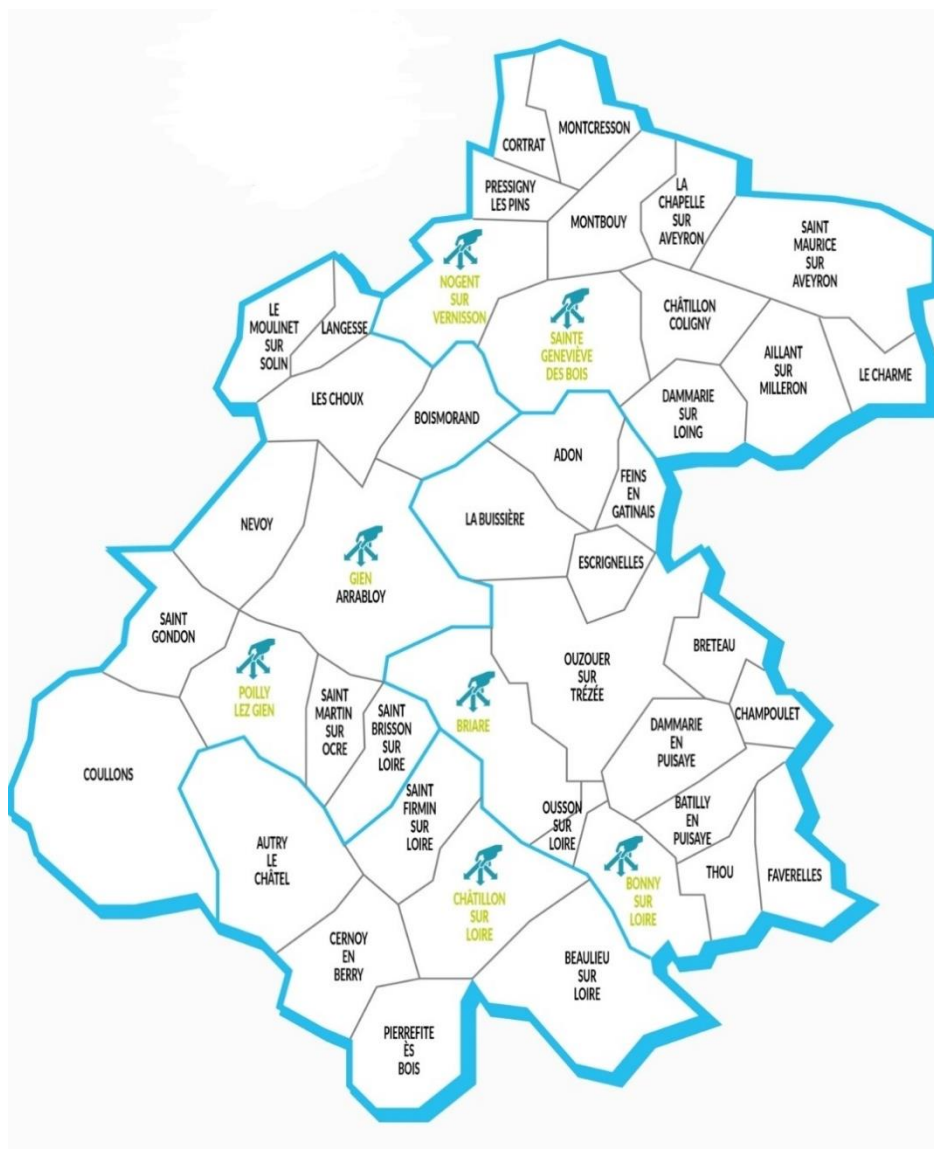 MONTCRESSON
CORTRAT
PRESSIGNY
LES PINS
MONTBOUY
LA
CHAPELLE
SUR
AVEYRON
SAINT
MAURICE
SUR
AVEYRON
NOGENT
SUR
VERNISSON
LE
MOULINET
SUR
SOLIN
LANGESSE
SAINTE
GENEVIÈVE
DES BOIS
CHÂTILLON
COLIGNY
AILLANT
SUR
MILLERON
LE CHARME
LES CHOUX
BOISMORAND
DAMMARIE
SUR
LOING
ADON
FEINS
EN
GATINAIS
NEVOY
LA BUISSIÈRE
ESCRIGNELLES
GIEN
ARRABLOY
SAINT
GONDON
BRETEAU
OUZOUER
SUR
TRÉZÉE
POILLY
LEZ GIEN
SAINT
MARTIN
SUR
OCRE
SAINT
BRISSON
SUR
LOIRE
BRIARE
CHAMPOULET
DAMMARIE
EN
PUISAYE
COULLONS
SAINT
FIRMIN
SUR
LOIRE
OUSSON
SUR
LOIRE
BATILLY
EN
PUISAYE
AUTRY
LE
CHÂTEL
THOU
FAVERELLES
CHÂTILLON
SUR
LOIRE
BONNY
SUR
LOIRE
CERNOY
EN
BERRY
BEAULIEU
SUR
LOIRE
PIERREFITE
ÈS
BOIS